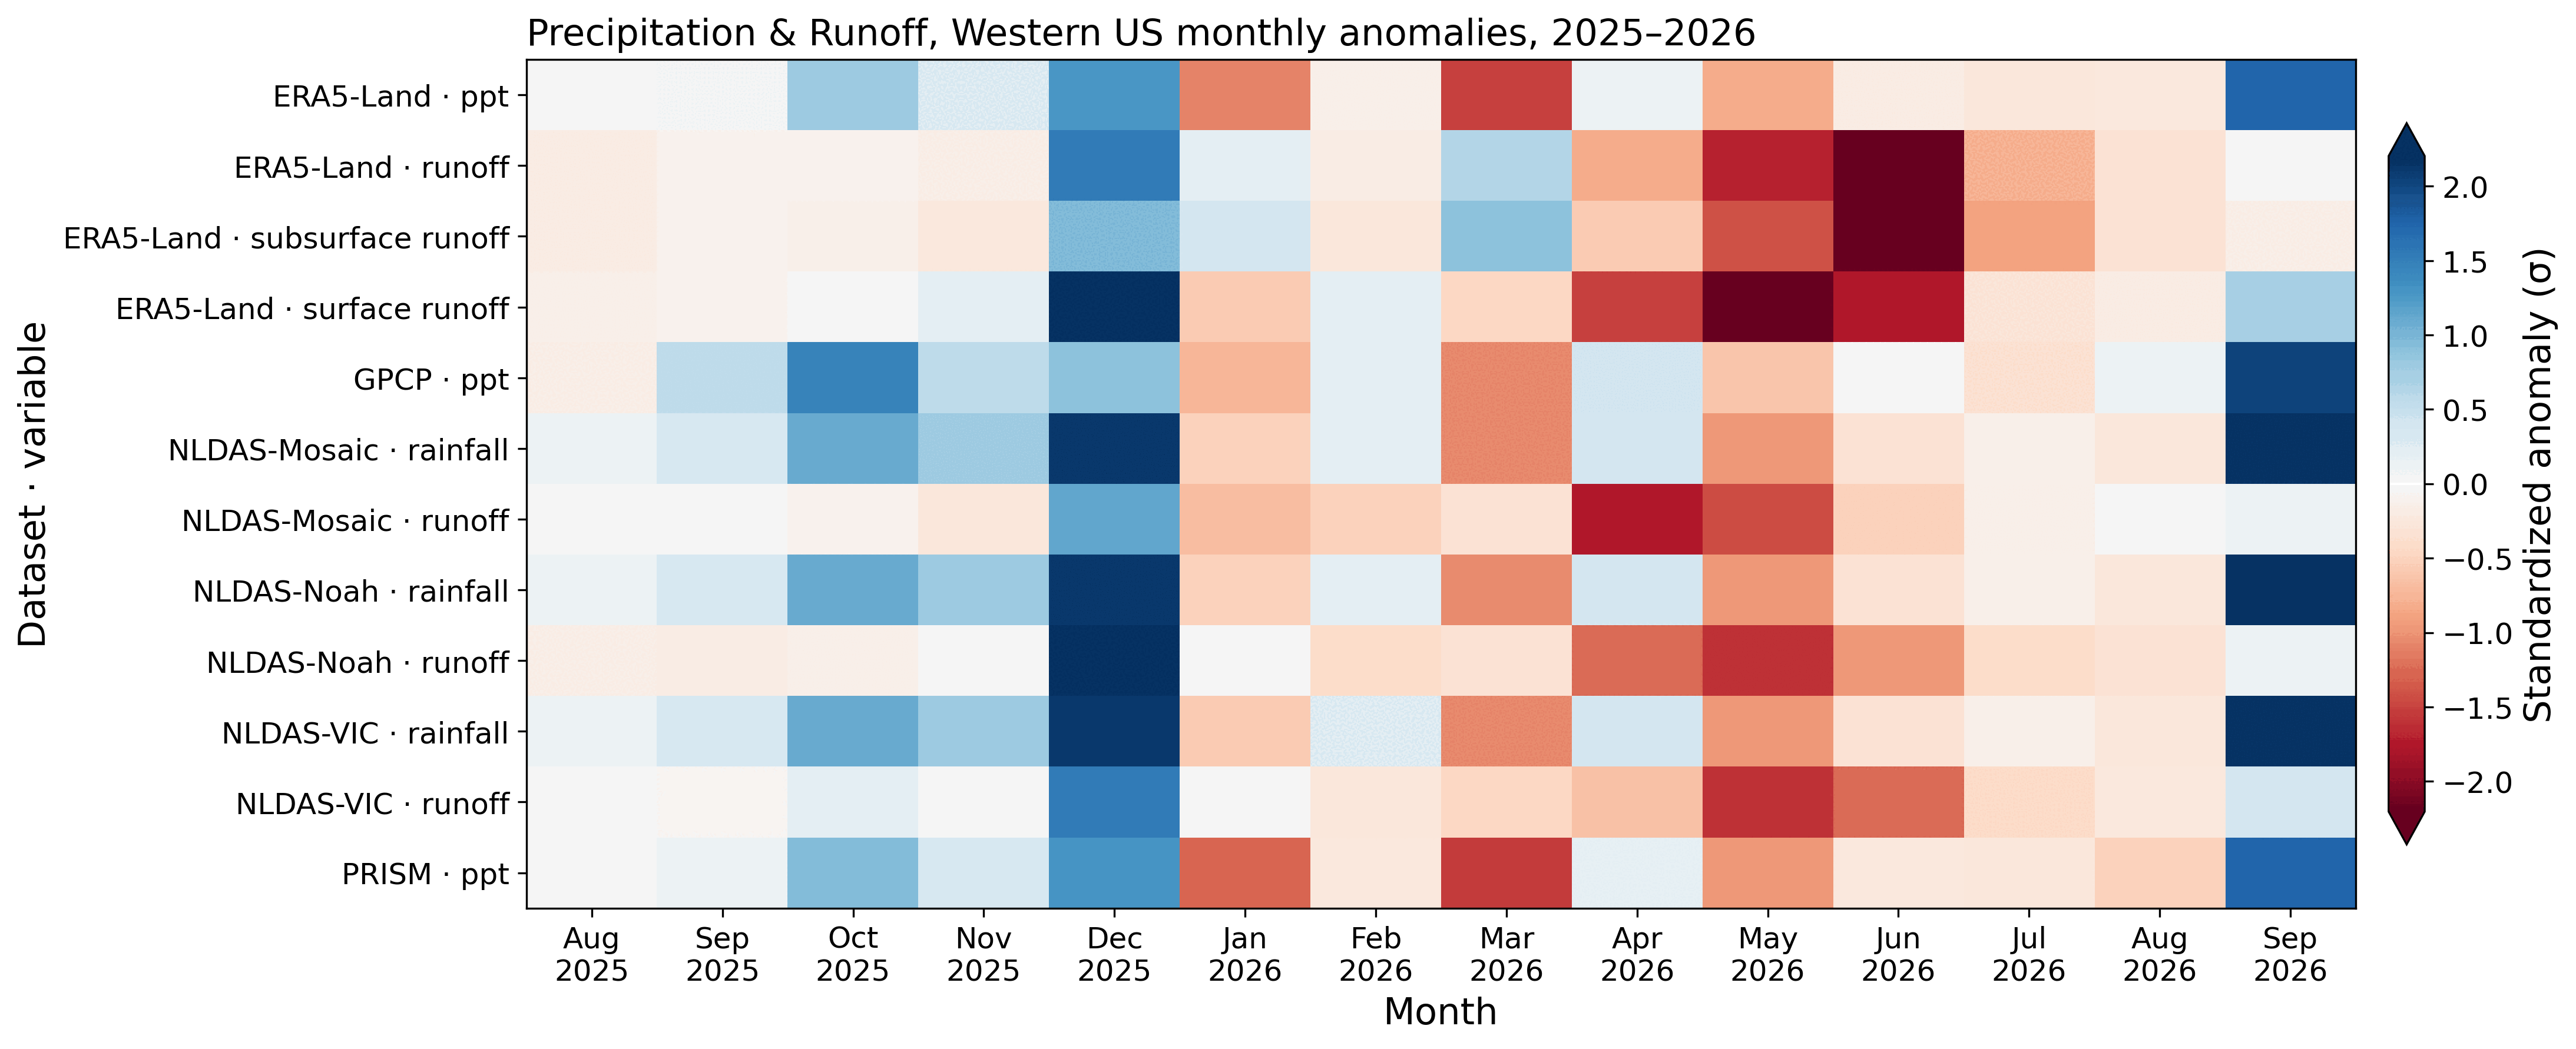 Precipitation & Runoff, Western US monthly anomalies, 2025–2026
Dataset · variable
ERA5-Land · ppt
ERA5-Land · runoff
ERA5-Land · subsurface runoff
ERA5-Land · surface runoff
GPCP · ppt
NLDAS-Mosaic · rainfall
NLDAS-Mosaic · runoff
NLDAS-Noah · rainfall
NLDAS-Noah · runoff
NLDAS-VIC · rainfall
NLDAS-VIC · runoff
PRISM · ppt
Aug 2025
Sep 2025
Oct 2025
Nov 2025
Dec 2025
Jan 2026
Feb 2026
Mar 2026
Apr 2026
May 2026
Jun 2026
Jul 2026
Aug 2026
Sep 2026
Month
2.0
1.5
1.0
0.5
0.0
−0.5
−1.0
−1.5
−2.0
Standardized anomaly (σ)